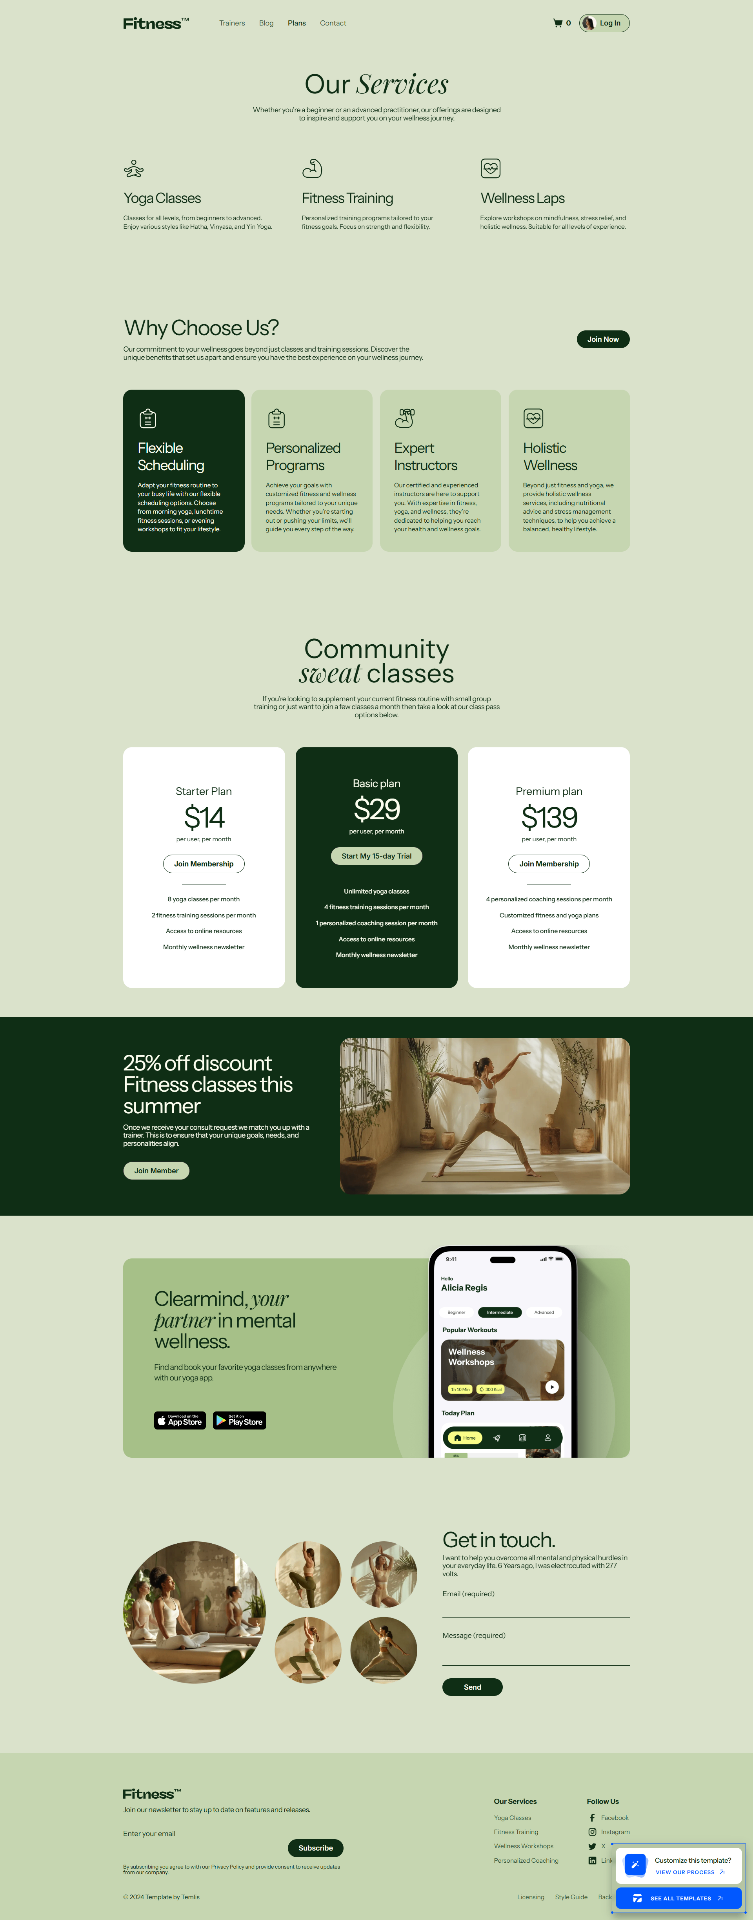 Fitness™
Trainers Blog Plans Contact
0
Log In
Our Services
Whether you're a beginner or an advanced practitioner, our offerings are designed
to inspire and support you on your wellness journey.
Yoga Classes
Classes for all levels, from beginners to advanced.
Enjoy various styles like Hatha, Vinyasa, and Yin Yoga.
Fitness Training
Personalized training programs tailored to your
fitness goals. Focus on strength and flexibility.
Wellness Laps
Explore workshops on mindfulness, stress relief, and
holistic wellness. Suitable for all levels of experience.
Why Choose Us?
Our commitment to your wellness goes beyond just classes and training sessions. Discover the
unique benefits that set us apart and ensure you have the best experience on your wellness journey.
Join Now
Flexible
Scheduling
Adapt your fitness routine to
your busy life with our flexible
scheduling options. Choose
from morning yoga, lunchtime
fitness sessions, or evening
workshops to fit your lifestyle.
Personalized
Programs
Achieve your goals with
customized fitness and wellness
programs tailored to your unique
needs. Whether you're starting
out or pushing your limits, we'll
guide you every step of the way.
Expert
Instructors
Our certified and experienced
instructors are here to support
you. With expertise in fitness,
yoga, and wellness, they're
dedicated to helping you reach
your health and wellness goals.
Holistic
Wellness
Beyond just fitness and yoga, we
provide holistic wellness
services, including nutritional
advice and stress management
techniques, to help you achieve a
balanced, healthy lifestyle.
Community
sweat classes
If you're looking to supplement your current fitness routine with small group
training or just want to join a few classes a month then take a look at our class pass
options below.
Starter Plan
$14
per user, per month
Join Membership
8 yoga classes per month
2 fitness training sessions per month
Access to online resources
Monthly wellness newsletter
Basic plan
$29
per user, per month
Start My 15-day Trial
Unlimited yoga classes
4 fitness training sessions per month
1 personalized coaching session per month
Access to online resources
Monthly wellness newsletter
Premium plan
$139
per user, per month
Join Membership
4 personalized coaching sessions per month
Customized fitness and yoga plans
Access to online resources
Monthly wellness newsletter
25% off discount
Fitness classes this
summer
Once we receive your consult request we match you up with a
trainer. This is to ensure that your unique goals, needs, and
personalities align.
Join Member
Clearmind, your
partner in mental
wellness.
Find and book your favorite yoga classes from anywhere
with our yoga app.
Download on the
App Store
Get it on
Play Store
9:41
Hello
Alicia Regis
Beginner Intermediate Advanced
Popular Workouts
Wellness
Workshops
Today Plan
Home
Get in touch.
I want to help you overcome all mental and physical hurdles in
your everyday life. 6 Years ago, I was electrocuted with 277
volts.
Email (required)
Message (required)
Send
Fitness™
Join our newsletter to stay up to date on features and releases.
Enter your email
Subscribe
By subscribing you agree to with our Privacy Policy and provide consent to receive updates
from our company.
Our Services
Yoga Classes
Fitness Training
Wellness Workshops
Personalized Coaching
Follow Us
Facebook
Instagram
X
Link
© 2024 Template by Temlis
Licensing Style Guide Back
Customize this template?
VIEW OUR PROCESS
SEE ALL TEMPLATES